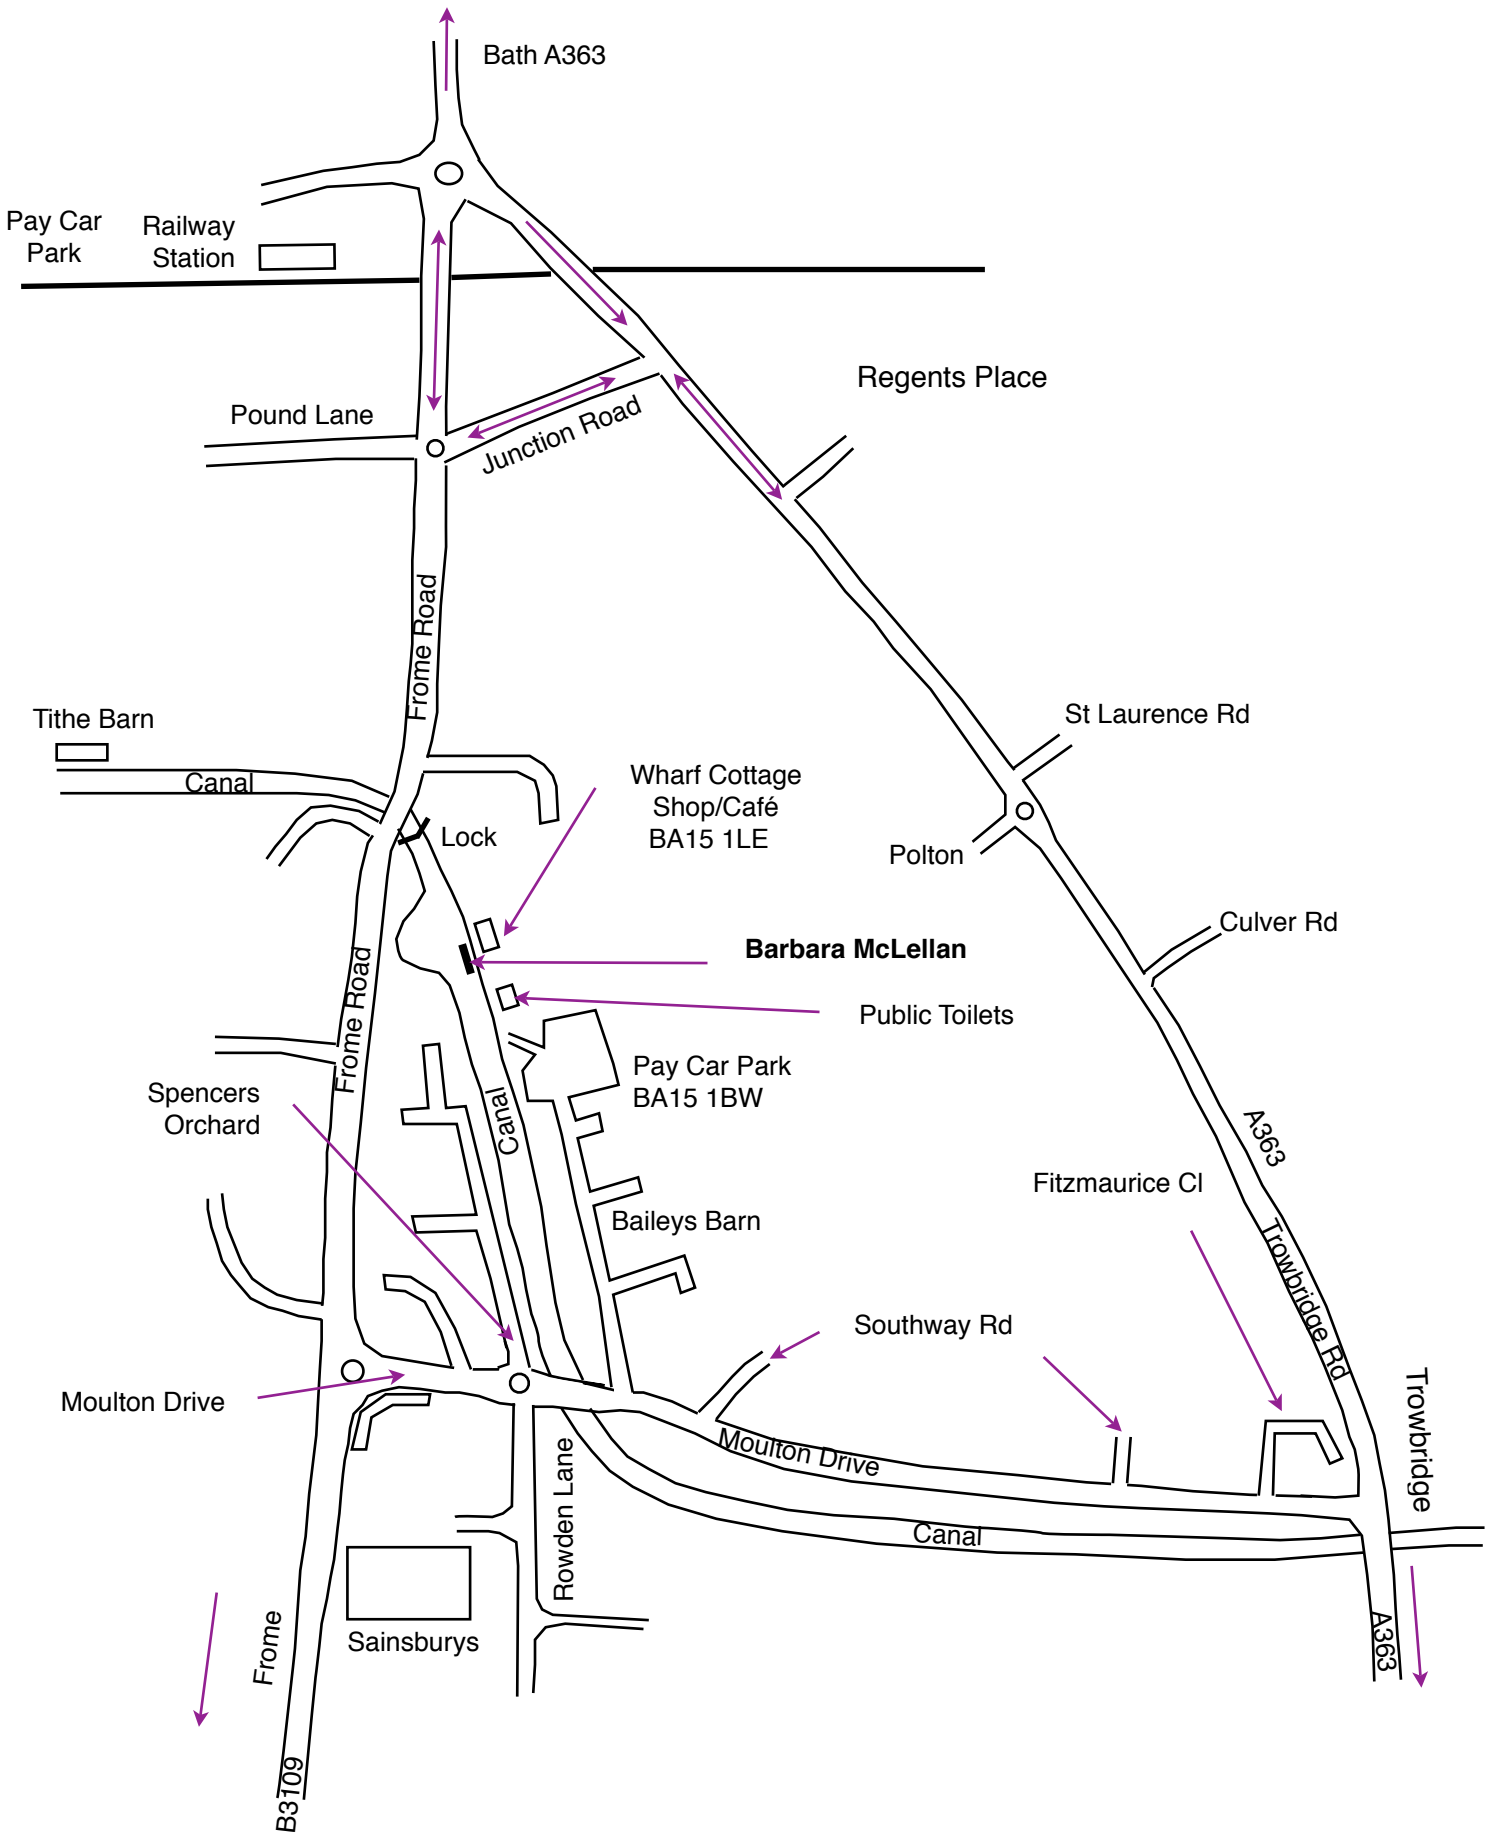 Bath A363
Pay Car
Park
Railway
Station
Regents Place
Pound Lane
Junction Road
Frome Road
Tithe Barn
Canal
St Laurence Rd
Wharf Cottage
Shop/Café
BA15 1LE
Lock
Polton
Culver Rd
Barbara McLellan
Public Toilets
Frome Road
Pay Car Park
BA15 1BW
Spencers
Orchard
Canal
A363
Fitzmaurice Cl
Baileys Barn
Trowbridge Rd
Southway Rd
Moulton Drive
Trowbridge
Moulton Drive
Rowden Lane
Canal
Sainsburys
Frome
A363
B3109